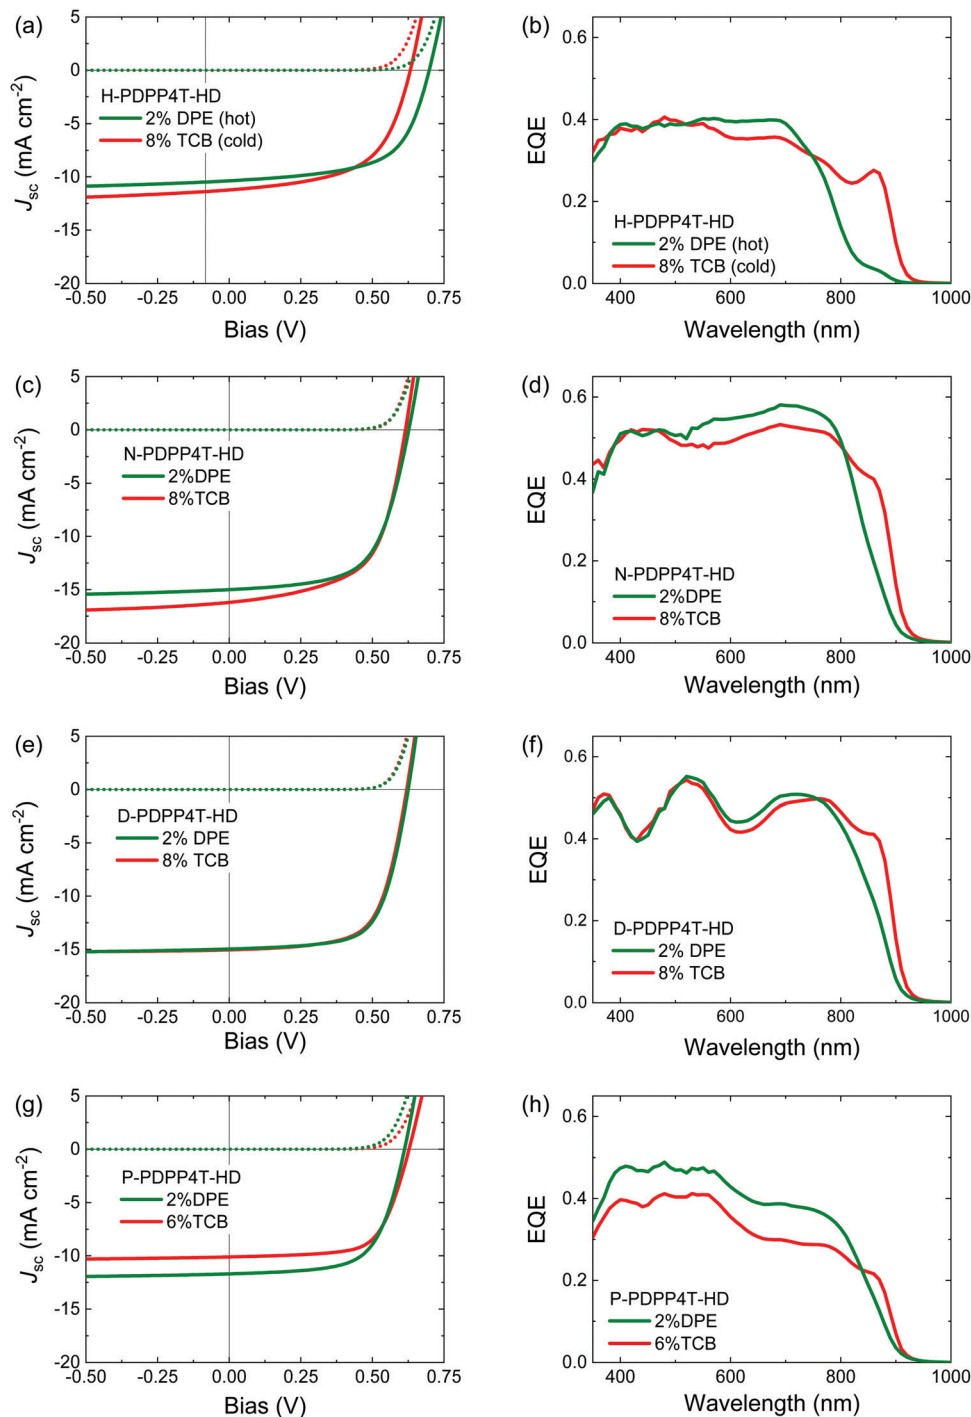 (a)
5
0
-5
-10
-15
-20
J_sc (mA cm⁻²)
H-PDPP4T-HD
2% DPE (hot)
8% TCB (cold)
-0.50 -0.25 0.00 0.25 0.50 0.75
Bias (V)
(b)
0.6
0.4
0.2
0.0
EQE
H-PDPP4T-HD
2% DPE (hot)
8% TCB (cold)
400 600 800 1000
Wavelength (nm)
(c)
5
0
-5
-10
-15
-20
J_sc (mA cm⁻²)
N-PDPP4T-HD
2%DPE
8%TCB
-0.50 -0.25 0.00 0.25 0.50 0.75
Bias (V)
(d)
0.6
0.4
0.2
0.0
EQE
N-PDPP4T-HD
2%DPE
8%TCB
400 600 800 1000
Wavelength (nm)
(e)
5
0
-5
-10
-15
-20
J_sc (mA cm⁻²)
D-PDPP4T-HD
2% DPE
8% TCB
-0.50 -0.25 0.00 0.25 0.50 0.75
Bias (V)
(f)
0.6
0.4
0.2
0.0
EQE
D-PDPP4T-HD
2% DPE
8% TCB
400 600 800 1000
Wavelength (nm)
(g)
5
0
-5
-10
-15
-20
J_sc (mA cm⁻²)
P-PDPP4T-HD
2%DPE
6%TCB
-0.50 -0.25 0.00 0.25 0.50 0.75
Bias (V)
(h)
0.6
0.4
0.2
0.0
EQE
P-PDPP4T-HD
2%DPE
6%TCB
400 600 800 1000
Wavelength (nm)